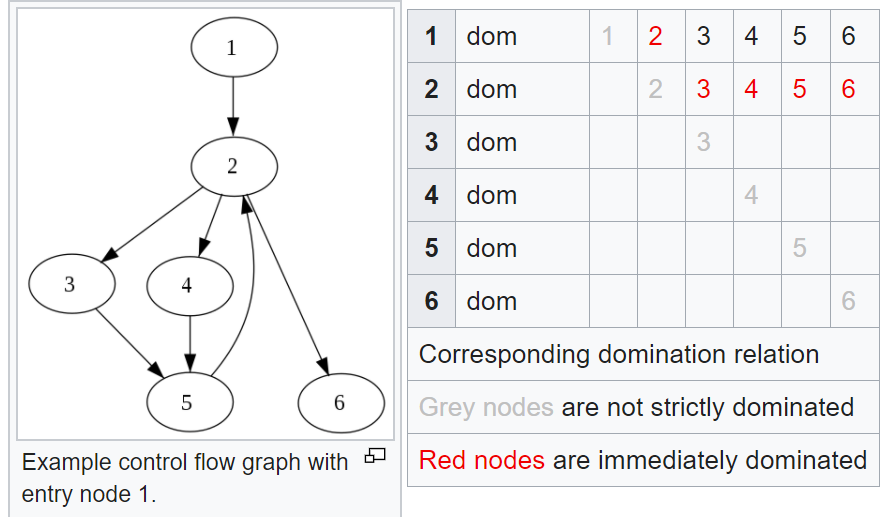 1
2
3
4
5
6
Example control flow graph with
entry node 1.
1 dom 1 2 3 4 5 6
2 dom 2 3 4 5 6
3 dom 3
4 dom 4
5 dom 5
6 dom 6
Corresponding domination relation
Grey nodes are not strictly dominated
Red nodes are immediately dominated